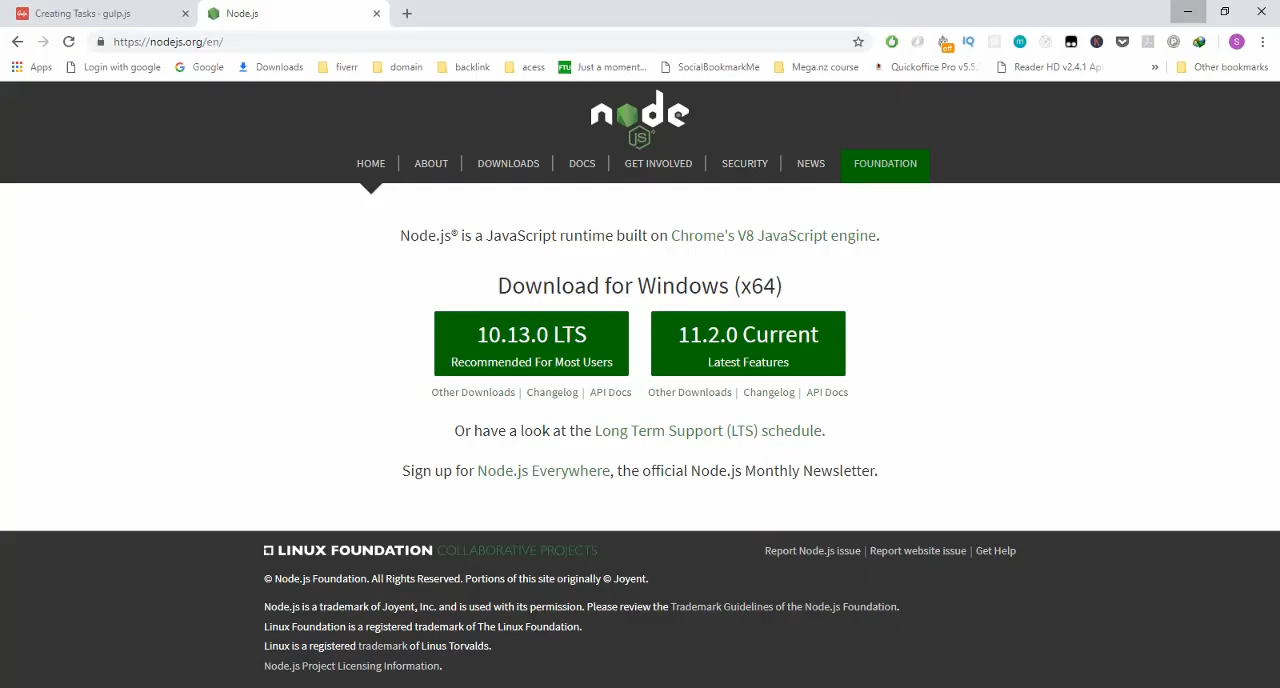 Creating Tasks · gulp.js
Node.js
https://nodejs.org/en/
off
IQ
m
K
P
S
Apps
Login with google
Google
Downloads
fiverr
domain
backlink
acess
FTU
Just a moment...
SocialBookmarkMe
Mega.nz course
Quickoffice Pro v5.5.
Reader HD v2.4.1 Ap
»
Other bookmarks
node
JS
HOME
ABOUT
DOWNLOADS
DOCS
GET INVOLVED
SECURITY
NEWS
FOUNDATION
Node.js® is a JavaScript runtime built on Chrome's V8 JavaScript engine.
Download for Windows (x64)
10.13.0 LTS
Recommended For Most Users
11.2.0 Current
Latest Features
Other Downloads | Changelog | API Docs
Other Downloads | Changelog | API Docs
Or have a look at the Long Term Support (LTS) schedule.
Sign up for Node.js Everywhere, the official Node.js Monthly Newsletter.
LINUX FOUNDATION COLLABORATIVE PROJECTS
Report Node.js issue | Report website issue | Get Help
© Node.js Foundation. All Rights Reserved. Portions of this site originally © Joyent.
Node.js is a trademark of Joyent, Inc. and is used with its permission. Please review the Trademark Guidelines of the Node.js Foundation.
Linux Foundation is a registered trademark of The Linux Foundation.
Linux is a registered trademark of Linus Torvalds.
Node.js Project Licensing Information.